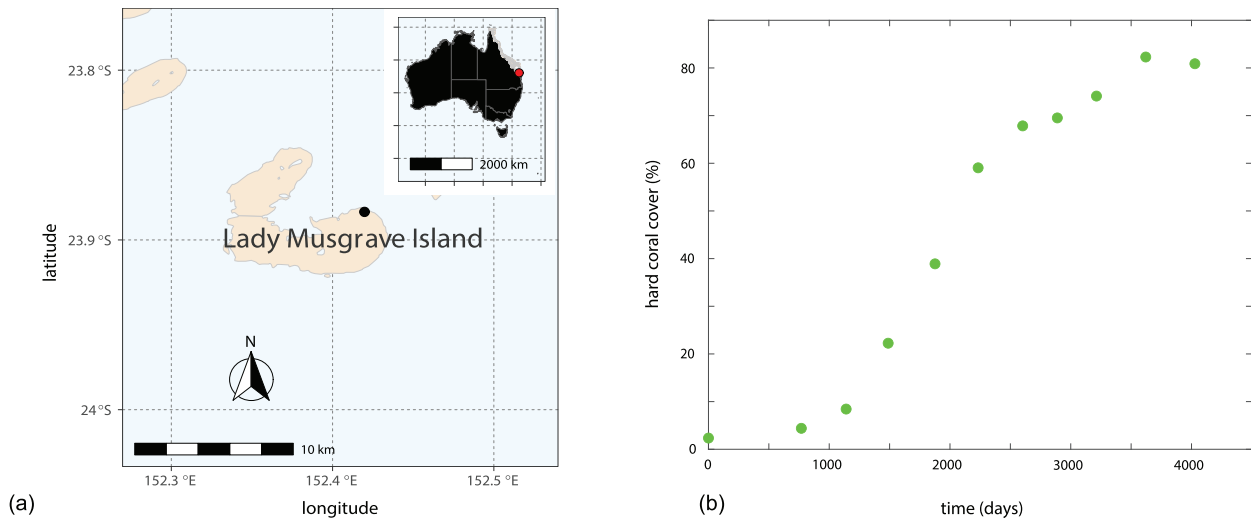 2000 km
23.8 °S
latitude
23.9 °S
Lady Musgrave Island
N
24 °S
10 km
152.3 °E
152.4 °E
152.5 °E
longitude
(a)
80
60
hard coral cover (%)
40
20
0
0
1000
2000
3000
4000
time (days)
(b)